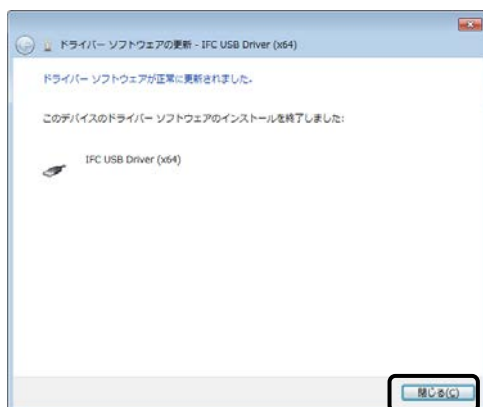 ドライバー ソフトウェアの更新 - IFC USB Driver (x64)
ドライバー ソフトウェアが正常に更新されました。
このデバイスのドライバー ソフトウェアのインストールを終了しました:
IFC USB Driver (x64)
閉じる(C)